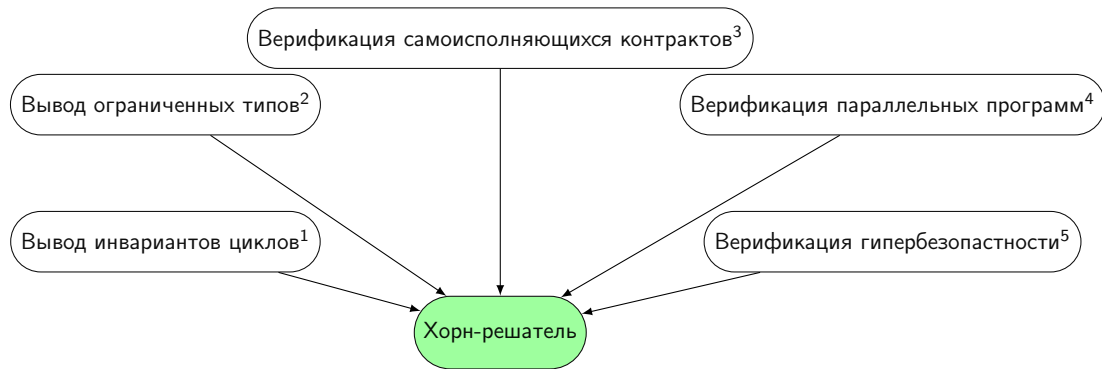 Верификация самоисполняющихся контрактов³
Вывод ограниченных типов²
Верификация параллельных программ⁴
Вывод инвариантов циклов¹
Верификация гипербезопастности⁵
Хорн-решатель